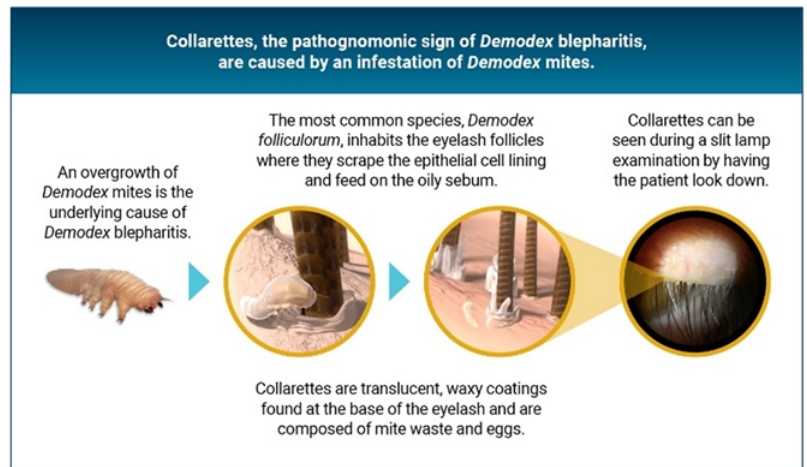 Collarettes, the pathognomonic sign of Demodex blepharitis,
are caused by an infestation of Demodex mites.
An overgrowth of
Demodex mites is the
underlying cause of
Demodex blepharitis.
The most common species, Demodex
folliculorum, inhabits the eyelash follicles
where they scrape the epithelial cell lining
and feed on the oily sebum.
Collarettes can be
seen during a slit lamp
examination by having
the patient look down.
Collarettes are translucent, waxy coatings
found at the base of the eyelash and are
composed of mite waste and eggs.